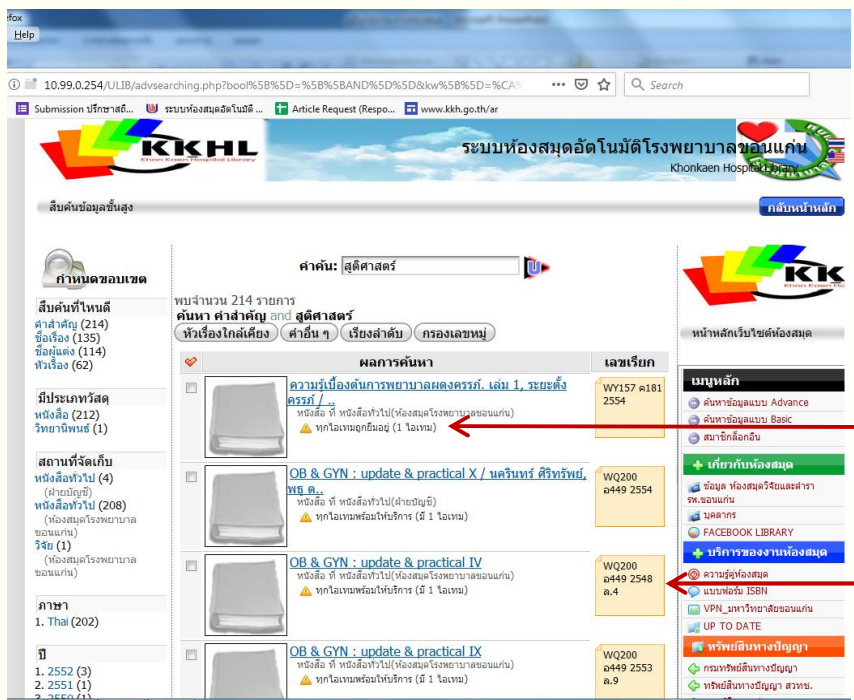 efox
Help
10.99.0.254/ULIB/advsearching.php?bool%5B%5D=%5B%5BAND%5D%5D&kw%5B%5D=%CA%
Search
Submission ปรึกษาสถิ...
ระบบห้องสมุดอัตโนมัติ ...
Article Request (Respo...
www.kkh.go.th/ar
KKHL
Khon Kaen Hospital Library
ระบบห้องสมุดอัตโนมัติโรงพยาบาลขอนแก่น
Khonkaen Hospital Library
สืบค้นข้อมูลขั้นสูง
กลับหน้าหลัก
กำหนดขอบเขต
สืบค้นที่ไหนดี
คำสำคัญ (214)
ชื่อเรื่อง (135)
ชื่อผู้แต่ง (114)
หัวเรื่อง (62)
มีประเภทวัสดุ
หนังสือ (212)
วิทยานิพนธ์ (1)
สถานที่จัดเก็บ
หนังสือทั่วไป (4)
(ฝ่ายบัญชี)
หนังสือทั่วไป (208)
(ห้องสมุดโรงพยาบาล
ขอนแก่น)
วิจัย (1)
(ห้องสมุดโรงพยาบาล
ขอนแก่น)
ภาษา
1. Thai (202)
ปี
1. 2552 (3)
2. 2551 (1)
3. 2550 (1)
คำค้น: สูติศาสตร์
พบจำนวน 214 รายการ
ค้นหา คำสำคัญ and สูติศาสตร์
หัวเรื่องใกล้เคียง
คำอื่น ๆ
เรียงลำดับ
กรองเลขหมู่
ผลการค้นหา
เลขเรียก
ความรู้เบื้องต้นการพยาบาลผดุงครรภ์. เล่ม 1, ระยะตั้ง
ครรภ์ / ..
หนังสือ ที่ หนังสือทั่วไป(ห้องสมุดโรงพยาบาลขอนแก่น)
ทุกไอเทมถูกยืมอยู่ (1 ไอเทม)
WY157 ค181
2554
OB & GYN : update & practical X / นครินทร์ ศิริทรัพย์,
พธู ต..
หนังสือ ที่ หนังสือทั่วไป(ฝ่ายบัญชี)
ทุกไอเทมพร้อมให้บริการ (มี 1 ไอเทม)
WQ200
อ449 2554
OB & GYN : update & practical IV
หนังสือ ที่ หนังสือทั่วไป(ห้องสมุดโรงพยาบาลขอนแก่น)
ทุกไอเทมพร้อมให้บริการ (มี 1 ไอเทม)
WQ200
อ449 2548
ล.4
OB & GYN : update & practical IX
หนังสือ ที่ หนังสือทั่วไป(ห้องสมุดโรงพยาบาลขอนแก่น)
ทุกไอเทมพร้อมให้บริการ (มี 1 ไอเทม)
WQ200
อ449 2553
ล.9
KK
หน้าหลักเว็บไซต์ห้องสมุด
เมนูหลัก
ค้นหาข้อมูลแบบ Advance
ค้นหาข้อมูลแบบ Basic
สมาชิกล็อกอิน
เกี่ยวกับห้องสมุด
ข้อมูล ห้องสมุดวิจัยและตำรา
รพ.ขอนแก่น
บุคลากร
FACEBOOK LIBRARY
บริการของงานห้องสมุด
ความรู้คู่ห้องสมุด
แบบฟอร์ม ISBN
VPN_มหาวิทยาลัยขอนแก่น
UP TO DATE
ทรัพย์สินทางปัญญา
กรมทรัพย์สินทางปัญญา
ทรัพย์สินทางปัญญา สวทช.